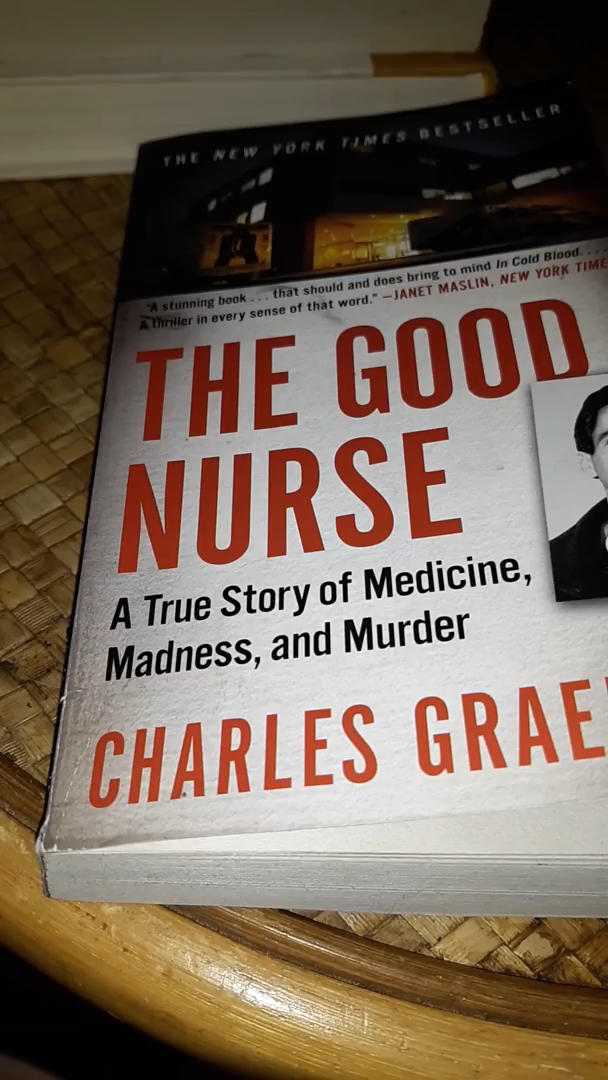 THE NEW YORK TIMES BESTSELLER
"A stunning book . . . that should and does bring to mind In Cold Blood. . . .
A thriller in every sense of that word." —JANET MASLIN, NEW YORK TIME
THE GOOD
NURSE
A True Story of Medicine,
Madness, and Murder
CHARLES GRAE